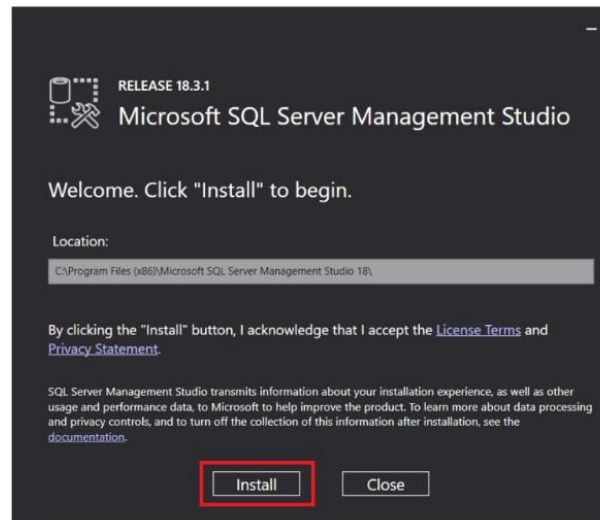 RELEASE 18.3.1
Microsoft SQL Server Management Studio
Welcome. Click "Install" to begin.
Location:
C:\Program Files (x86)\Microsoft SQL Server Management Studio 18\
By clicking the "Install" button, I acknowledge that I accept the License Terms and
Privacy Statement.
SQL Server Management Studio transmits information about your installation experience, as well as other
usage and performance data, to Microsoft to help improve the product. To learn more about data processing
and privacy controls, and to turn off the collection of this information after installation, see the
documentation.
Install Close